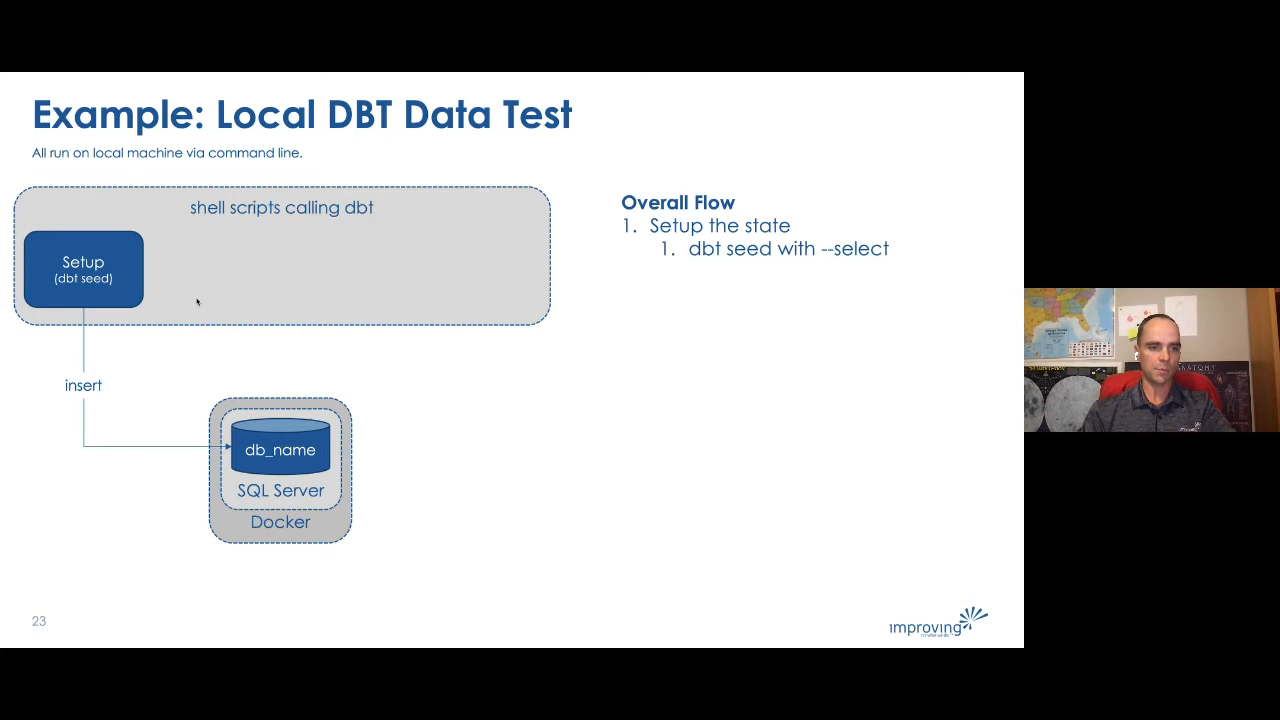 Example: Local DBT Data Test
All run on local machine via command line.
shell scripts calling dbt
Setup
(dbt seed)
insert
db_name
SQL Server
Docker
Overall Flow
1. Setup the state
1. dbt seed with --select
23
improving